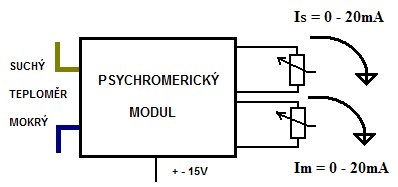 Is = 0 - 20mA
SUCHÝ
TEPLOMĚR
MOKRÝ
PSYCHROMERICKÝ
MODUL
+ - 15V
Im = 0 - 20mA